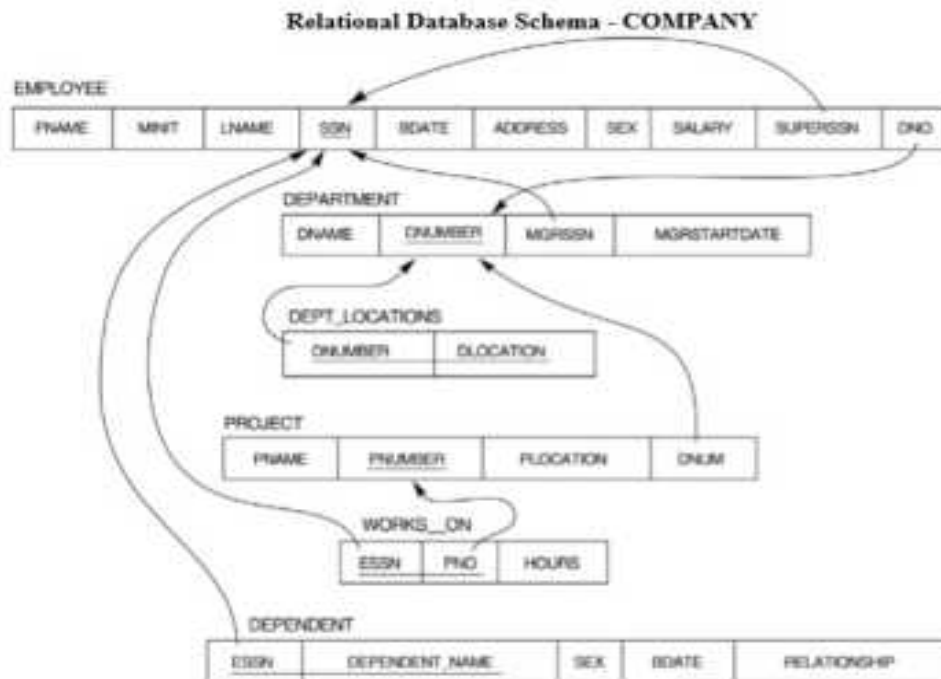 Relational Database Schema - COMPANY
EMPLOYEE
FNAME MINIT LNAME SSN BDATE ADDRESS SEX SALARY SUPERSSN DNO
DEPARTMENT
DNAME DNUMBER MGRSSN MGRSTARTDATE
DEPT_LOCATIONS
DNUMBER DLOCATION
PROJECT
PNAME PNUMBER PLOCATION DNUM
WORKS_ON
ESSN PNO HOURS
DEPENDENT
ESSN DEPENDENT_NAME SEX BDATE RELATIONSHIP